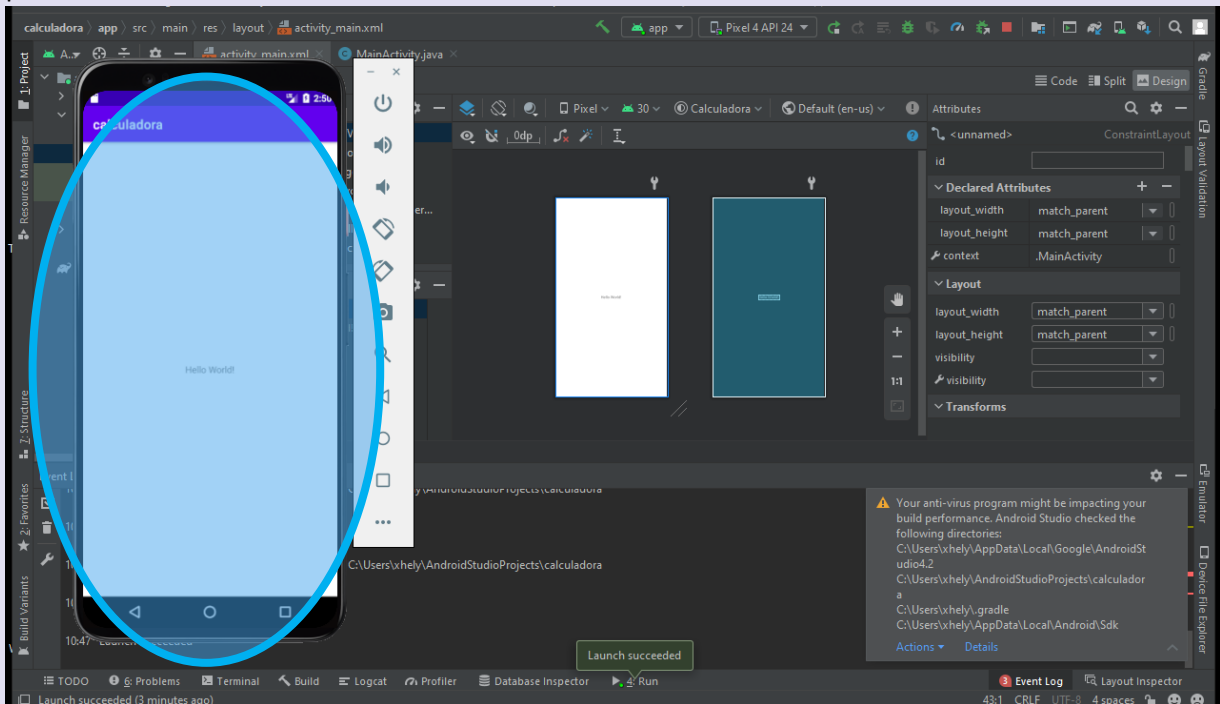 calculadora app src main res layout activity_main.xml
app Pixel 4 API 24
activity_main.xml MainActivity.java
1: Project
Resource Manager
Z: Structure
2: Favorites
Build Variants
2:50
calculadora
Hello World!
Code Split Design
Pixel 30 Calculadora Default (en-us)
0dp
Hello World!
1:1
Attributes
<unnamed> ConstraintLayout
id
Declared Attributes
layout_width match_parent
layout_height match_parent
context .MainActivity
Layout
layout_width match_parent
layout_height match_parent
visibility
visibility
Transforms
Gradle
Layout Validation
Emulator
Device File Explorer
Event
C:\Users\xhely\AndroidStudioProjects\calculadora
10:47 Launch succeeded
Your anti-virus program might be impacting your
build performance. Android Studio checked the
following directories:
C:\Users\xhely\AppData\Local\Google\AndroidSt
udio4.2
C:\Users\xhely\AndroidStudioProjects\calculador
a
C:\Users\xhely\.gradle
C:\Users\xhely\AppData\Local\Android\Sdk
Actions Details
Launch succeeded
TODO 6: Problems Terminal Build Logcat Profiler Database Inspector 4: Run 3 Event Log Layout Inspector
Launch succeeded (3 minutes ago) 43:1 CRLF UTF-8 4 spaces